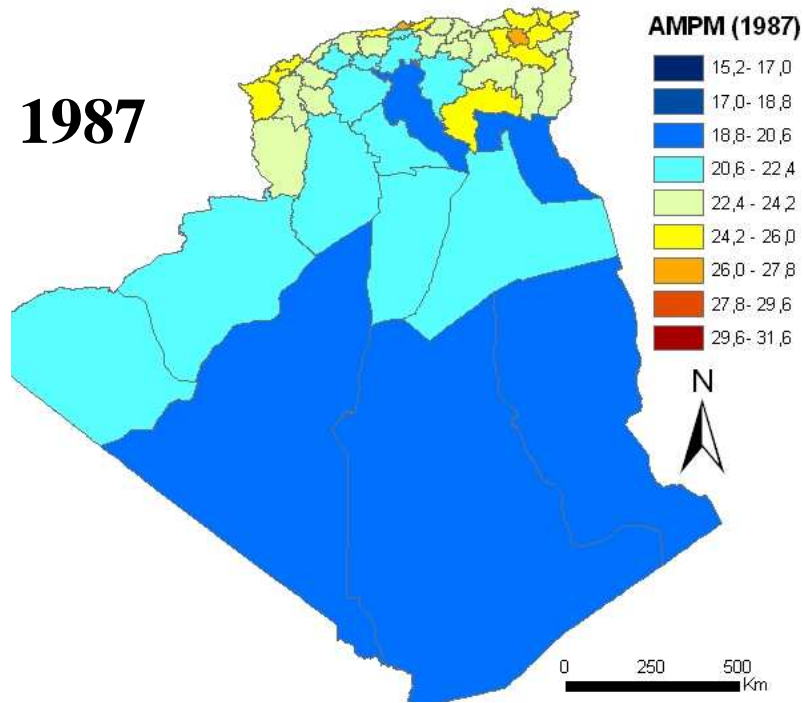 1987
AMPM (1987)
15,2- 17,0
17,0 - 18,8
18,8- 20,6
20,6 - 22,4
22,4 - 24,2
24,2 - 26,0
26,0 - 27,8
27,8 - 29,6
29,6- 31,6
N
0 250 500
Km